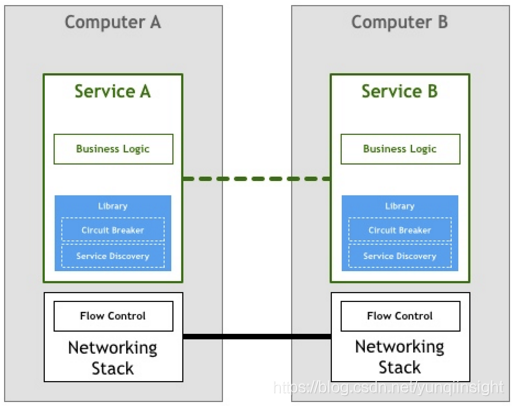 Computer A
Service A
Business Logic
Library
Circuit Breaker
Service Discovery
Flow Control
Networking
Stack
Computer B
Service B
Business Logic
Library
Circuit Breaker
Service Discovery
Flow Control
Networking
Stack
https://blog.csdn.net/yunqiinsight